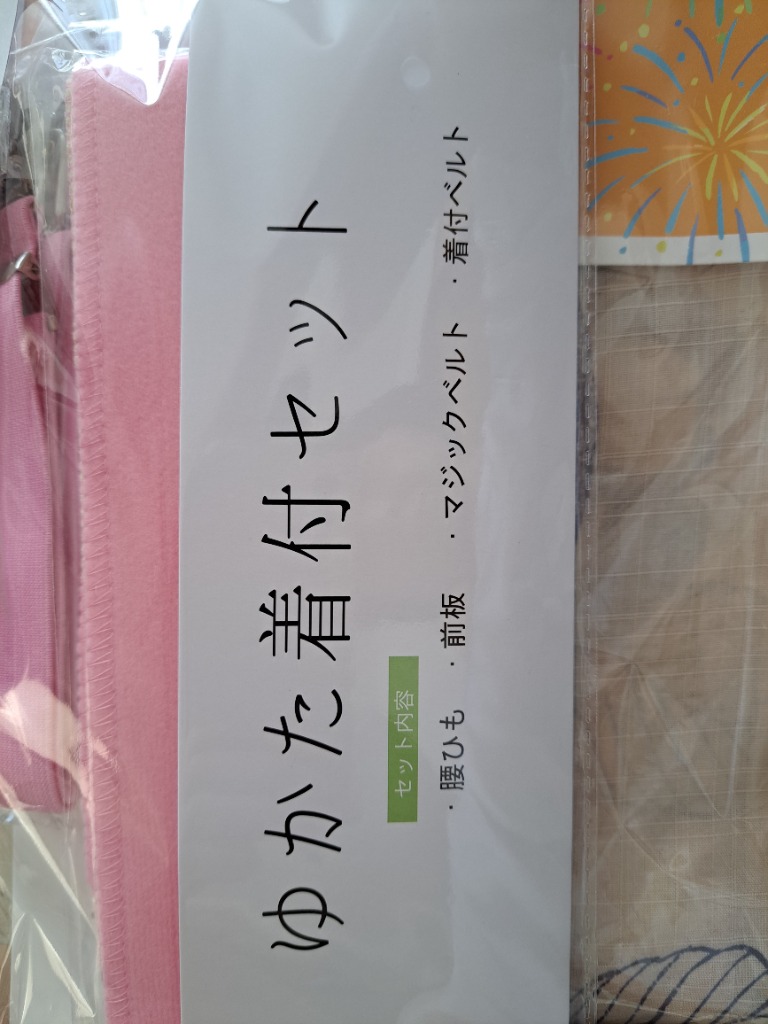 ゆかた着付セット
セット内容
・腰ひも ・前板 ・マジックベルト ・着付ベルト